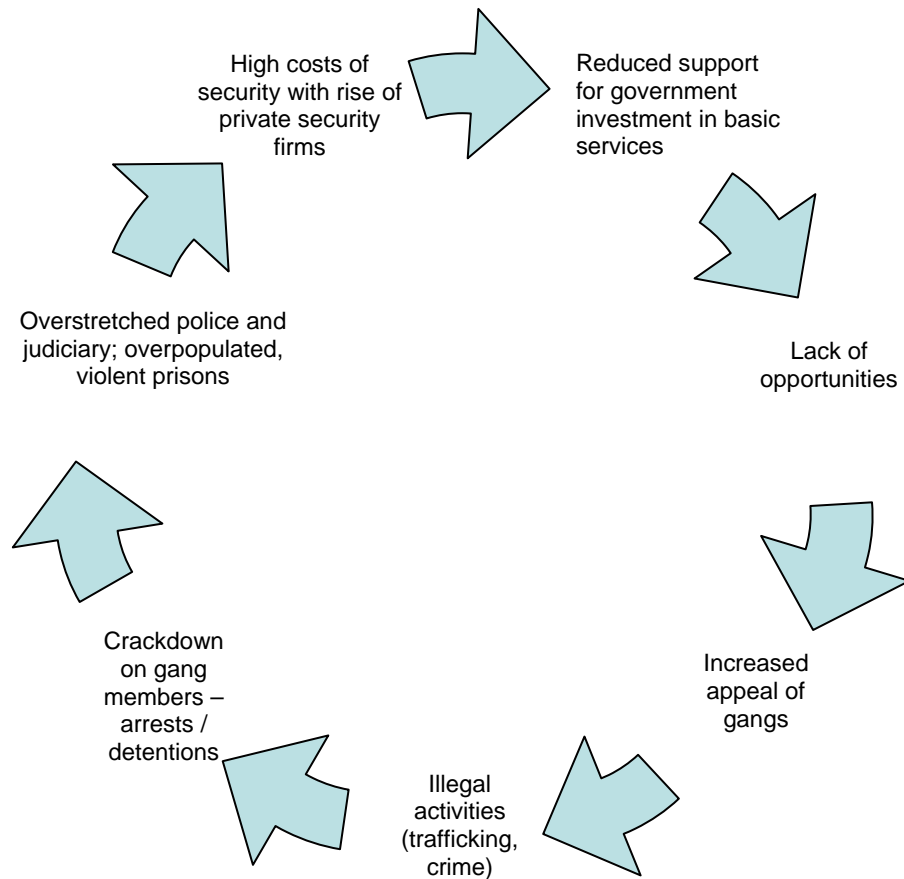 High costs of
security with rise of
private security
firms
Reduced support
for government
investment in basic
services
Lack of
opportunities
Increased
appeal of
gangs
Illegal
activities
(trafficking,
crime)
Crackdown
on gang
members –
arrests /
detentions
Overstretched police and
judiciary; overpopulated,
violent prisons